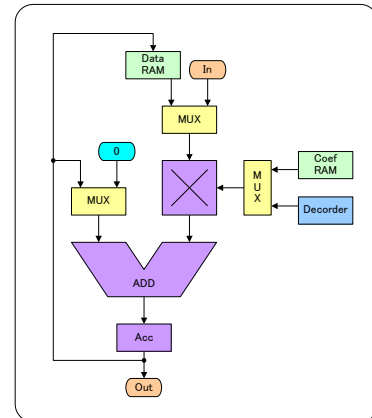 Data
RAM
In
MUX
0
MUX
M
U
X
Coef
RAM
Decorder
ADD
Acc
Out